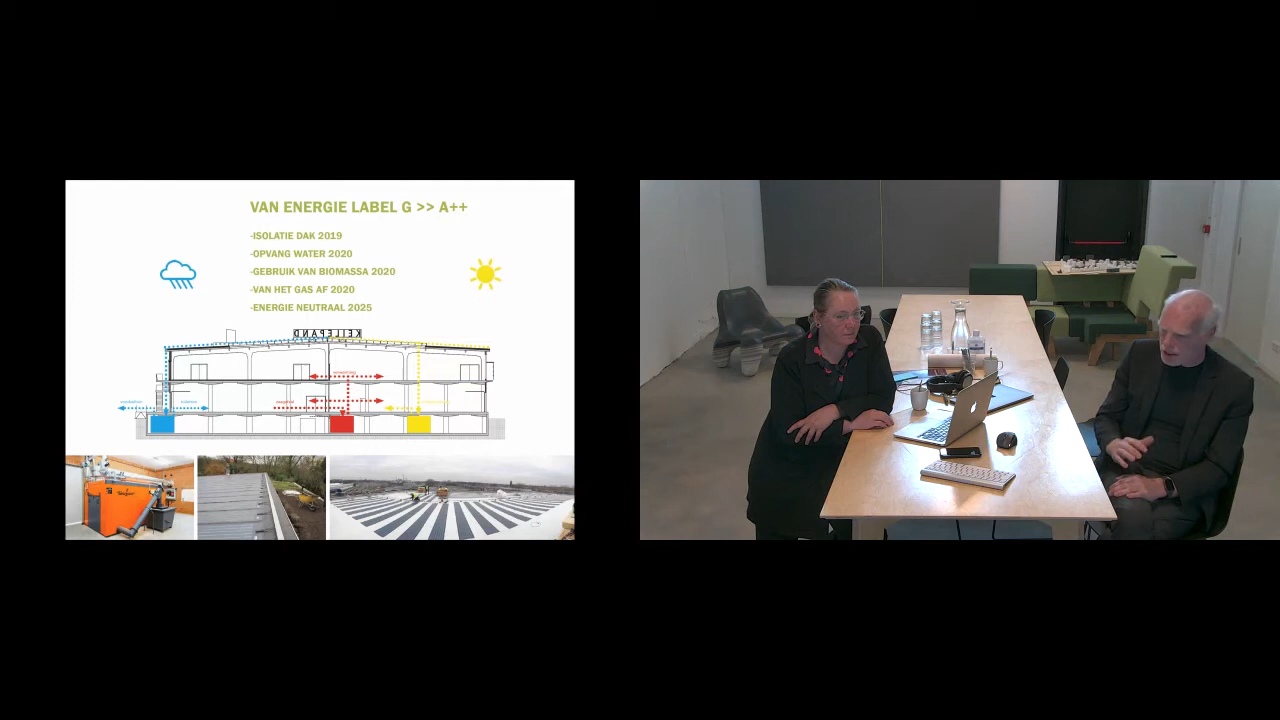 VAN ENERGIE LABEL G >> A++
-ISOLATIE DAK 2019
-OPVANG WATER 2020
-GEBRUIK VAN BIOMASSA 2020
-VAN HET GAS AF 2020
-ENERGIE NEUTRAAL 2025
KEILEPAND
verwarming